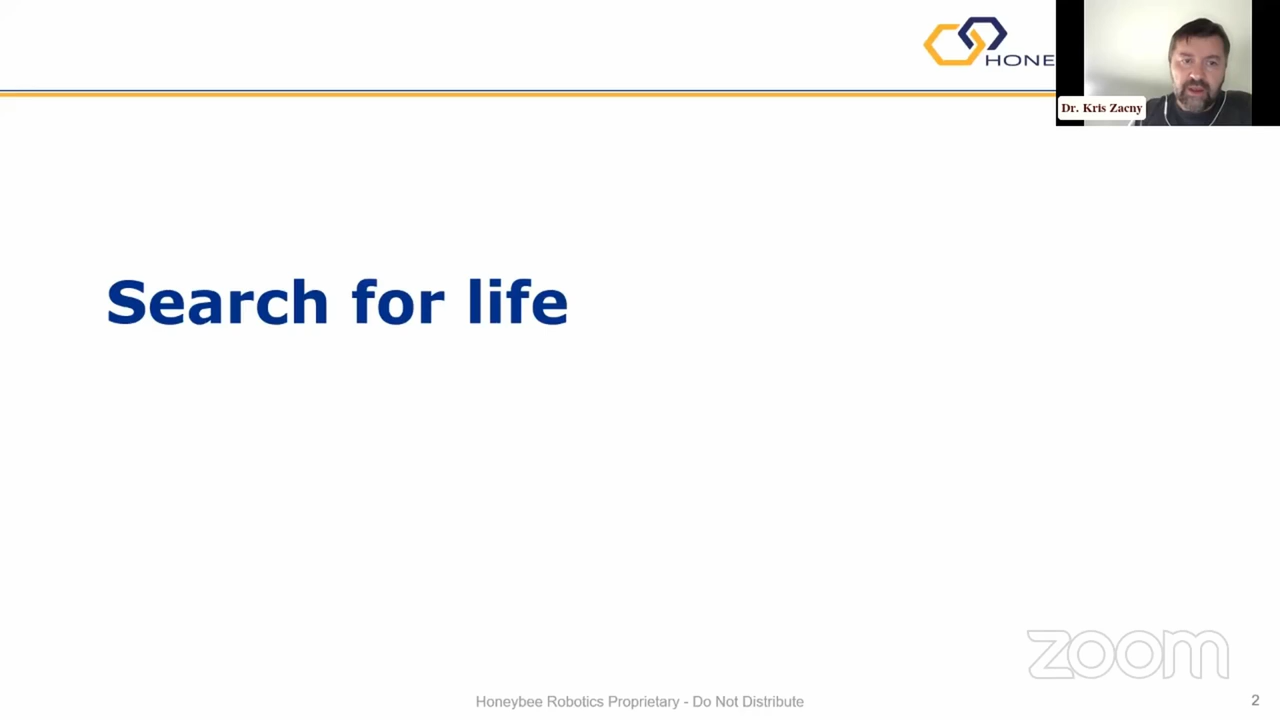 HONE
Dr. Kris Zacny
Search for life
zoom
Honeybee Robotics Proprietary - Do Not Distribute
2